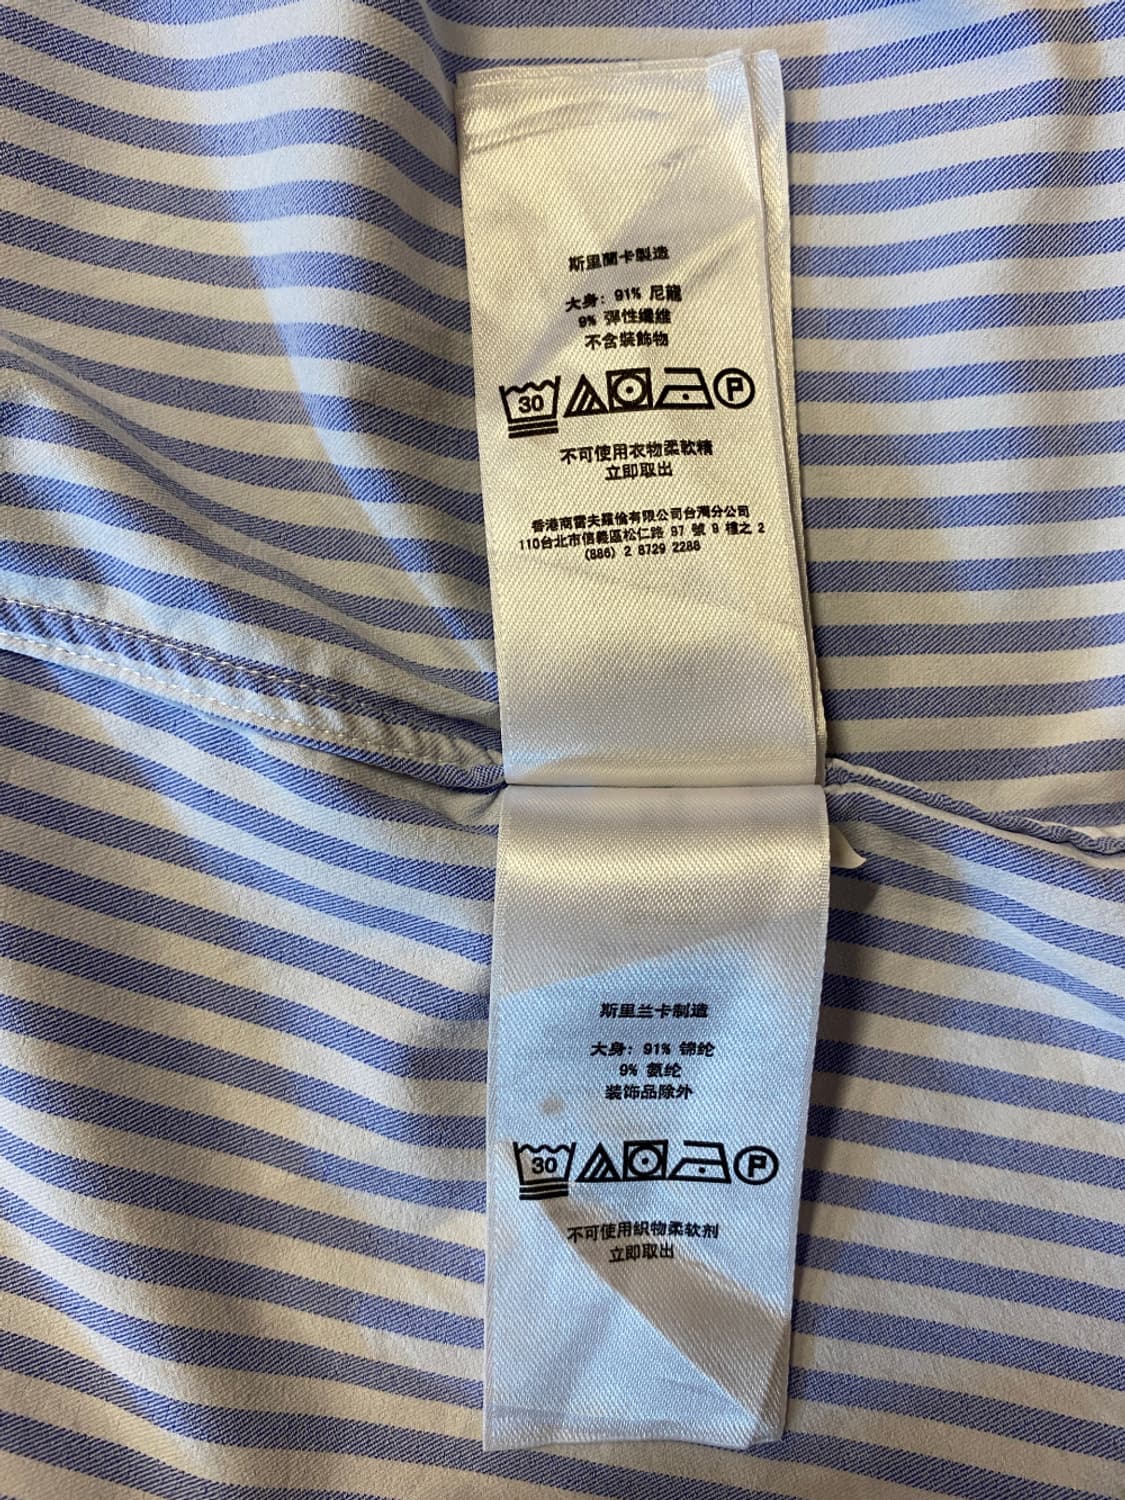 斯里蘭卡製造
大身: 91% 尼龍
9% 彈性纖維
不含裝飾物
30 P
不可使用衣物柔軟精
立即取出
香港商雷夫羅倫有限公司台灣分公司
110台北市信義區松仁路 97 號 9 樓之 2
(886) 2 8729 2288
斯里兰卡制造
大身: 91% 锦纶
9% 氨纶
装饰品除外
30 P
不可使用织物柔软剂
立即取出